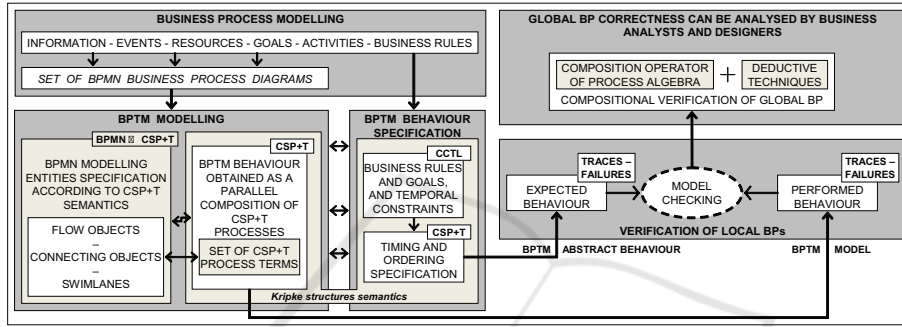 BUSINESS PROCESS MODELLING
INFORMATION - EVENTS - RESOURCES - GOALS - ACTIVITIES - BUSINESS RULES
SET OF BPMN BUSINESS PROCESS DIAGRAMS
GLOBAL BP CORRECTNESS CAN BE ANALYSED BY BUSINESS
ANALYSTS AND DESIGNERS
COMPOSITION OPERATOR
OF PROCESS ALGEBRA
+
DEDUCTIVE
TECHNIQUES
COMPOSITIONAL VERIFICATION OF GLOBAL BP
BPTM MODELLING
BPMN CSP+T
BPMN MODELLING
ENTITIES SPECIFICATION
ACCORDING TO CSP+T
SEMANTICS
FLOW OBJECTS
–
CONNECTING OBJECTS
–
SWIMLANES
CSP+T
BPTM BEHAVIOUR
OBTAINED AS A
PARALLEL
COMPOSITION OF
CSP+T
PROCESSES
SET OF CSP+T
PROCESS TERMS
BPTM BEHAVIOUR
SPECIFICATION
CCTL
BUSINESS RULES
AND GOALS,
AND TEMPORAL
CONSTRAINTS
CSP+T
TIMING AND
ORDERING
SPECIFICATION
Kripke structures semantics
TRACES –
FAILURES
EXPECTED
BEHAVIOUR
MODEL
CHECKING
TRACES –
FAILURES
PERFORMED
BEHAVIOUR
VERIFICATION OF LOCAL BPs
BPTM ABSTRACT BEHAVIOUR
BPTM MODEL